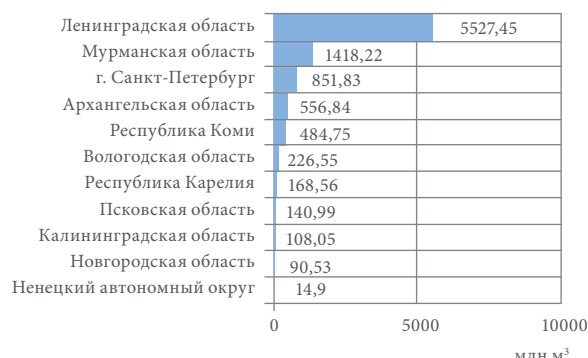 Ленинградская область 5527,45
Мурманская область 1418,22
г. Санкт-Петербург 851,83
Архангельская область 556,84
Республика Коми 484,75
Вологодская область 226,55
Республика Карелия 168,56
Псковская область 140,99
Калининградская область 108,05
Новгородская область 90,53
Ненецкий автономный округ 14,9
0 5000 10000
млн м³